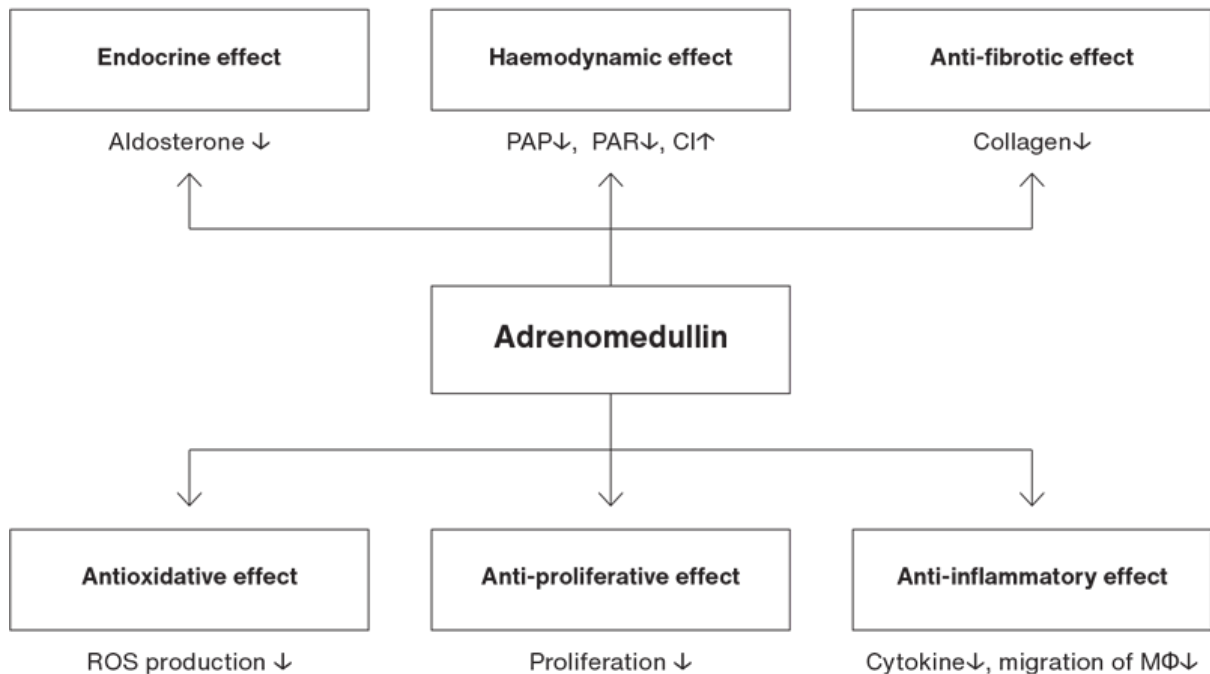 Endocrine effect
Haemodynamic effect
Anti-fibrotic effect
Aldosterone ↓
PAP↓, PAR↓, CI↑
Collagen↓
Adrenomedullin
Antioxidative effect
Anti-proliferative effect
Anti-inflammatory effect
ROS production ↓
Proliferation ↓
Cytokine↓, migration of MΦ↓